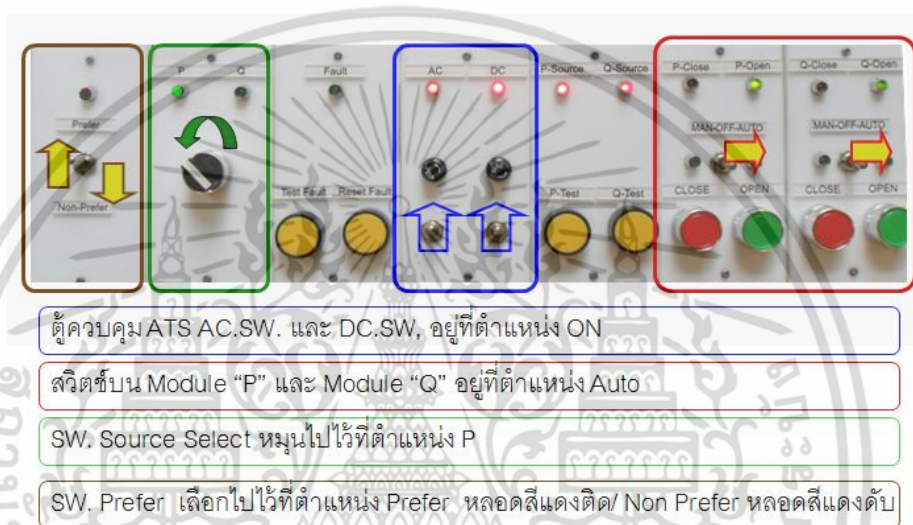 P Q Fault AC DC P-Source Q-Source P-Close P-Open Q-Close Q-Open
Prefer MAN-OFF-AUTO MAN-OFF-AUTO
Non-Prefer Test Fault Reset Fault P-Test Q-Test CLOSE OPEN CLOSE OPEN
ตู้ควบคุม ATS AC.SW. และ DC.SW, อยู่ที่ตำแหน่ง ON
สวิตช์บน Module “P” และ Module “Q” อยู่ที่ตำแหน่ง Auto
SW. Source Select หมุนไปไว้ที่ตำแหน่ง P
SW. Prefer เลือกไปไว้ที่ตำแหน่ง Prefer หลอดสีแดงติด/ Non Prefer หลอดสีแดงดับ